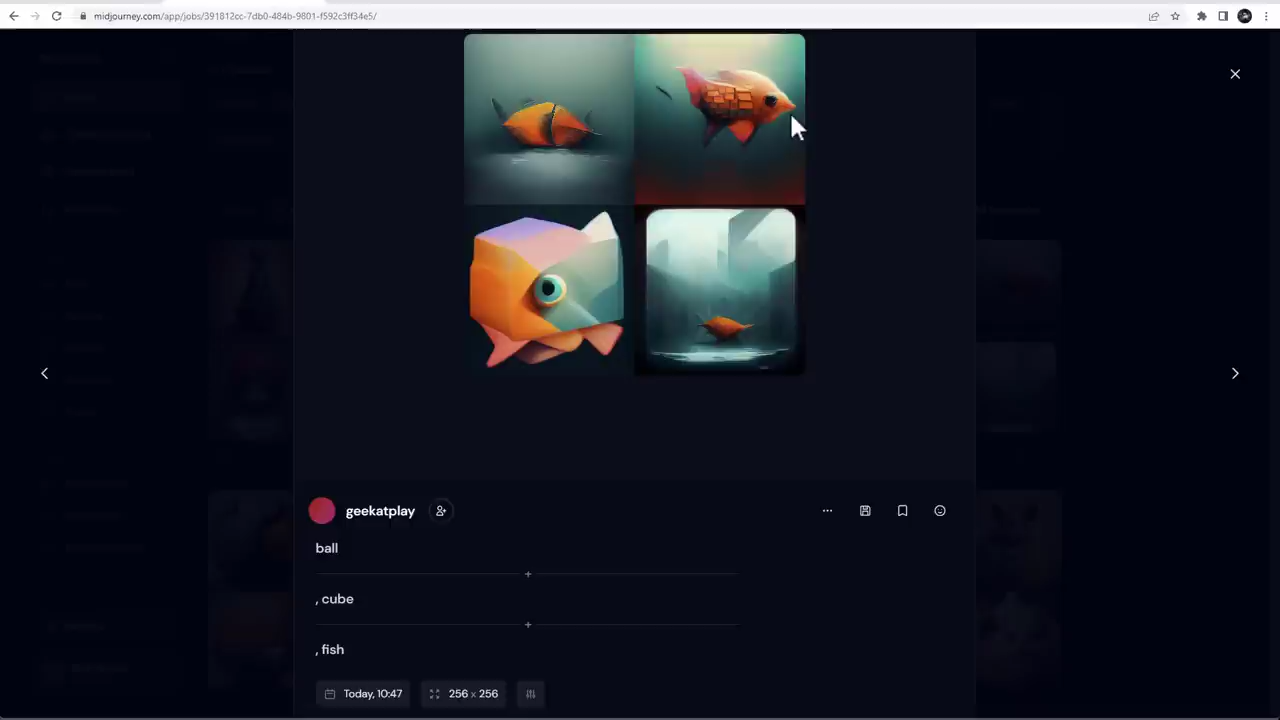 midjourney.com/app/jobs/391812cc-7db0-484b-9801-f592c3ff34e5/
geekatplay
ball
+
, cube
+
, fish
Today, 10:47
256 x 256